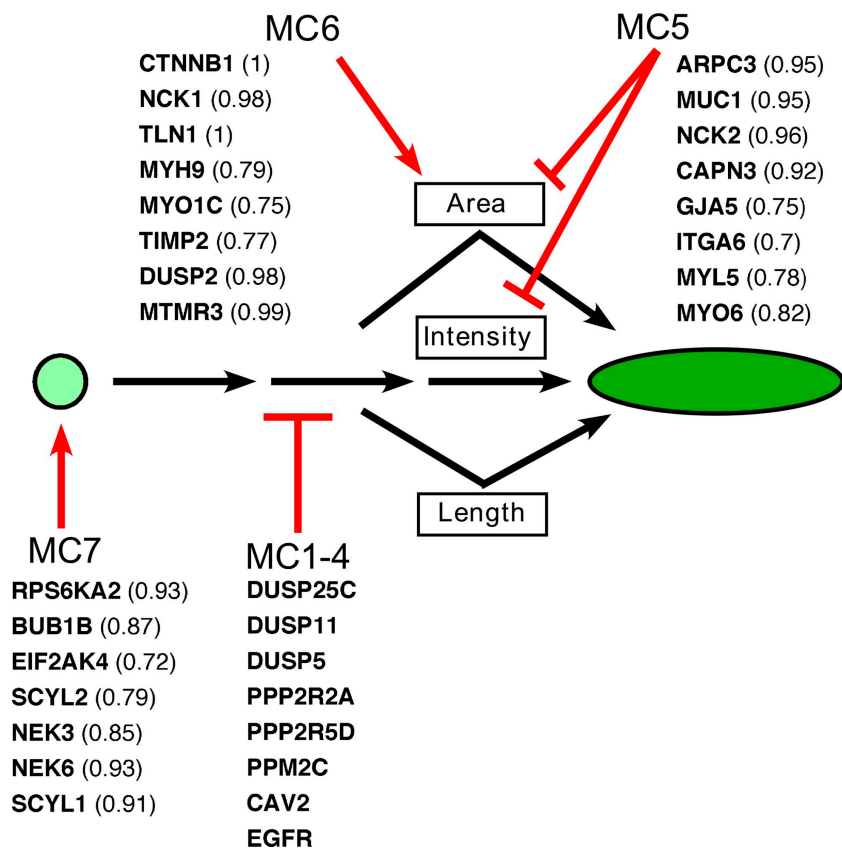 MC6
CTNNB1 (1)
NCK1 (0.98)
TLN1 (1)
MYH9 (0.79)
MYO1C (0.75)
TIMP2 (0.77)
DUSP2 (0.98)
MTMR3 (0.99)
MC5
ARPC3 (0.95)
MUC1 (0.95)
NCK2 (0.96)
CAPN3 (0.92)
GJA5 (0.75)
ITGA6 (0.7)
MYL5 (0.78)
MYO6 (0.82)
Area
Intensity
Length
MC7
RPS6KA2 (0.93)
BUB1B (0.87)
EIF2AK4 (0.72)
SCYL2 (0.79)
NEK3 (0.85)
NEK6 (0.93)
SCYL1 (0.91)
MC1-4
DUSP25C
DUSP11
DUSP5
PPP2R2A
PPP2R5D
PPM2C
CAV2
EGFR